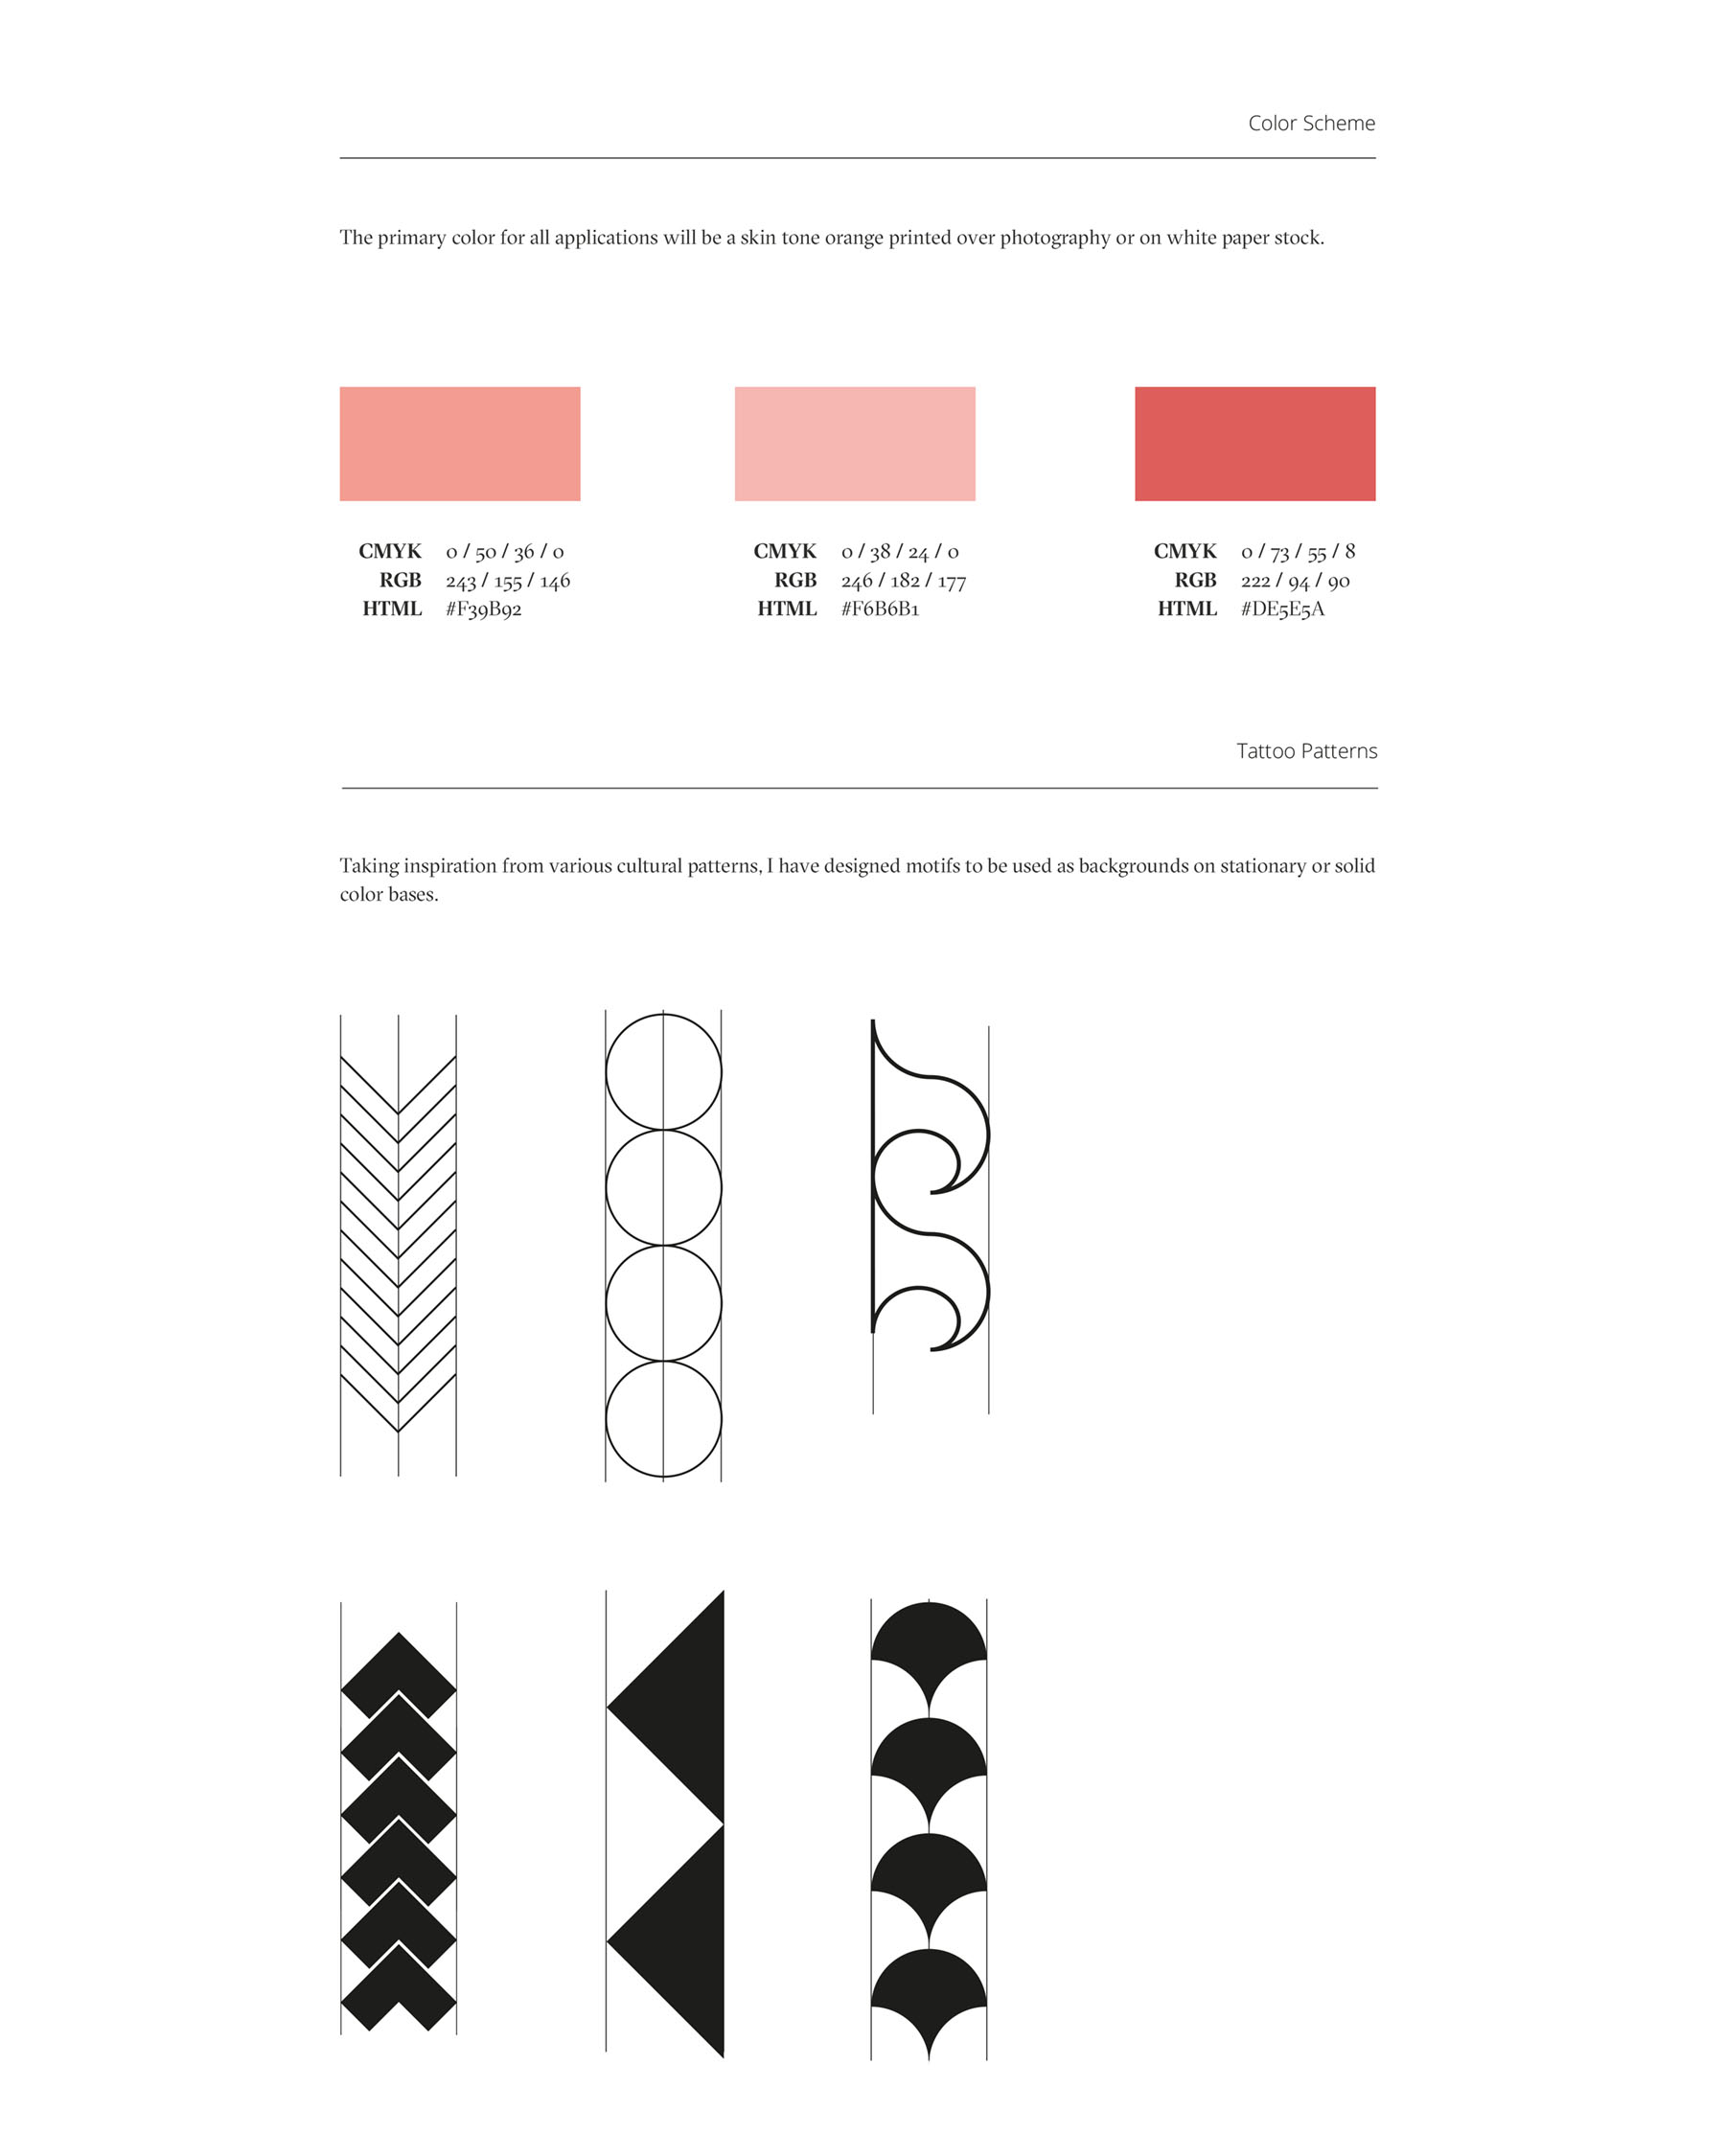 Color Scheme
The primary color for all applications will be a skin tone orange printed over photography or on white paper stock.
CMYK 0 / 50 / 36 / 0
RGB 243 / 155 / 146
HTML #F39B92
CMYK 0 / 38 / 24 / 0
RGB 246 / 182 / 177
HTML #F6B6B1
CMYK 0 / 73 / 55 / 8
RGB 222 / 94 / 90
HTML #DE5E5A
Tattoo Patterns
Taking inspiration from various cultural patterns, I have designed motifs to be used as backgrounds on stationary or solid
color bases.